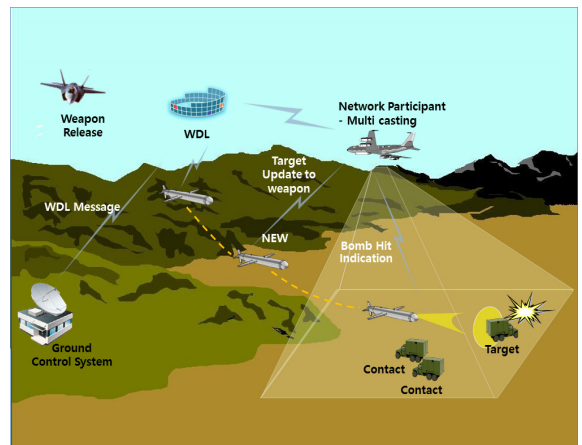 Weapon
Release
WDL
Network Participant
- Multi casting
Target
Update to
weapon
WDL Message
NEW
Bomb Hit
Indication
Ground
Control System
Target
Contact
Contact